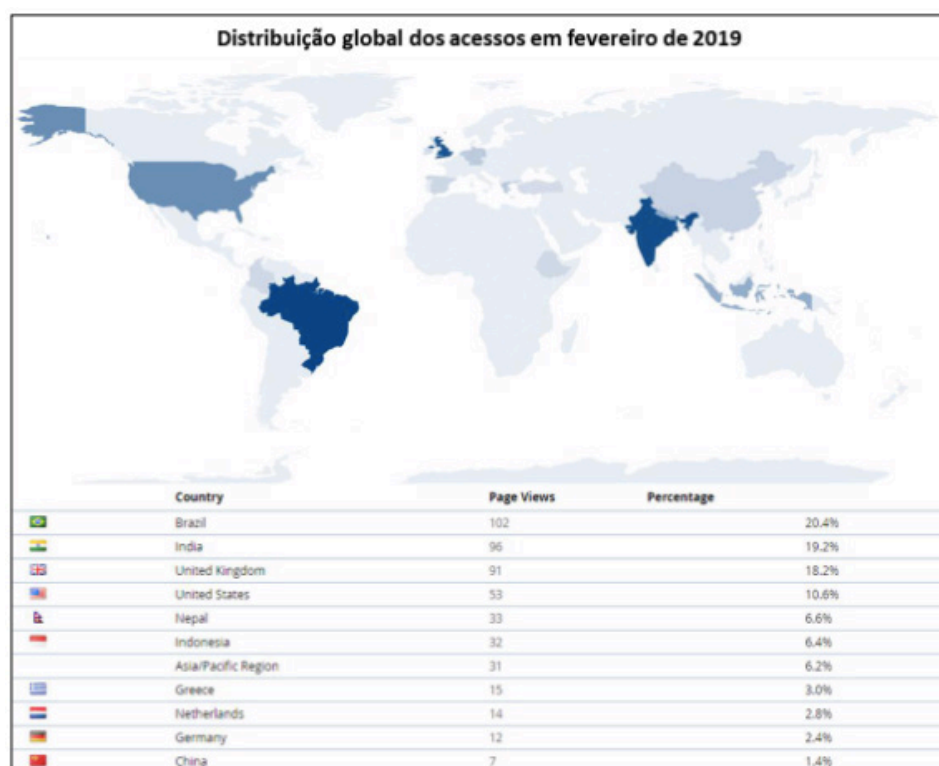 Distribuição global dos acessos em fevereiro de 2019
Country Page Views Percentage
Brazil 102 20.4%
India 96 19.2%
United Kingdom 91 18.2%
United States 53 10.6%
Nepal 33 6.6%
Indonesia 32 6.4%
Asia/Pacific Region 31 6.2%
Greece 15 3.0%
Netherlands 14 2.8%
Germany 12 2.4%
China 7 1.4%